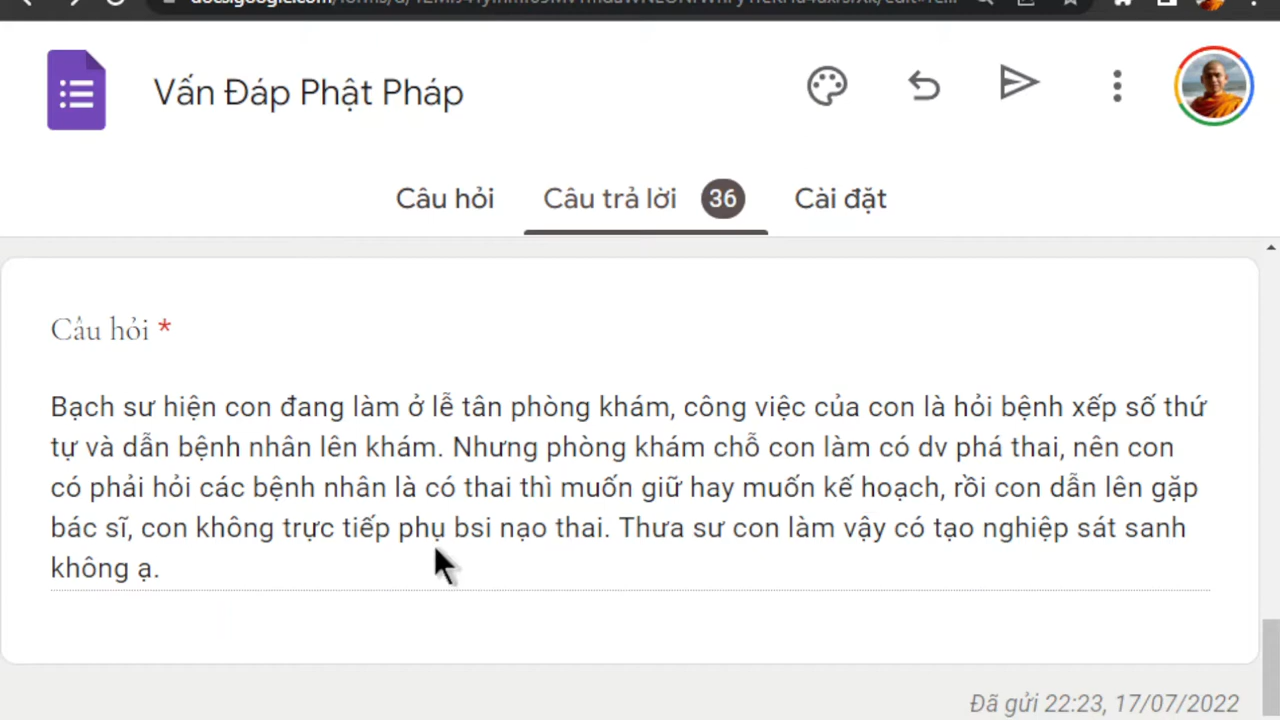 Vấn Đáp Phật Pháp
Câu hỏi
Câu trả lời 36
Cài đặt
Câu hỏi *
Bạch sư hiện con đang làm ở lễ tân phòng khám, công việc của con là hỏi bệnh xếp số thứ
tự và dẫn bệnh nhân lên khám. Nhưng phòng khám chỗ con làm có dv phá thai, nên con
có phải hỏi các bệnh nhân là có thai thì muốn giữ hay muốn kế hoạch, rồi con dẫn lên gặp
bác sĩ, con không trực tiếp phụ bsi nạo thai. Thưa sư con làm vậy có tạo nghiệp sát sanh
không ạ.
Đã gửi 22:23, 17/07/2022